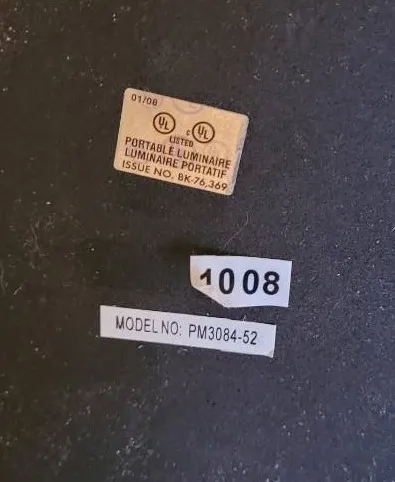 01/08
UL c UL
LISTED
PORTABLE LUMINAIRE
LUMINAIRE PORTATIF
ISSUE NO. BK-76,369
1008
MODEL NO: PM3084-52